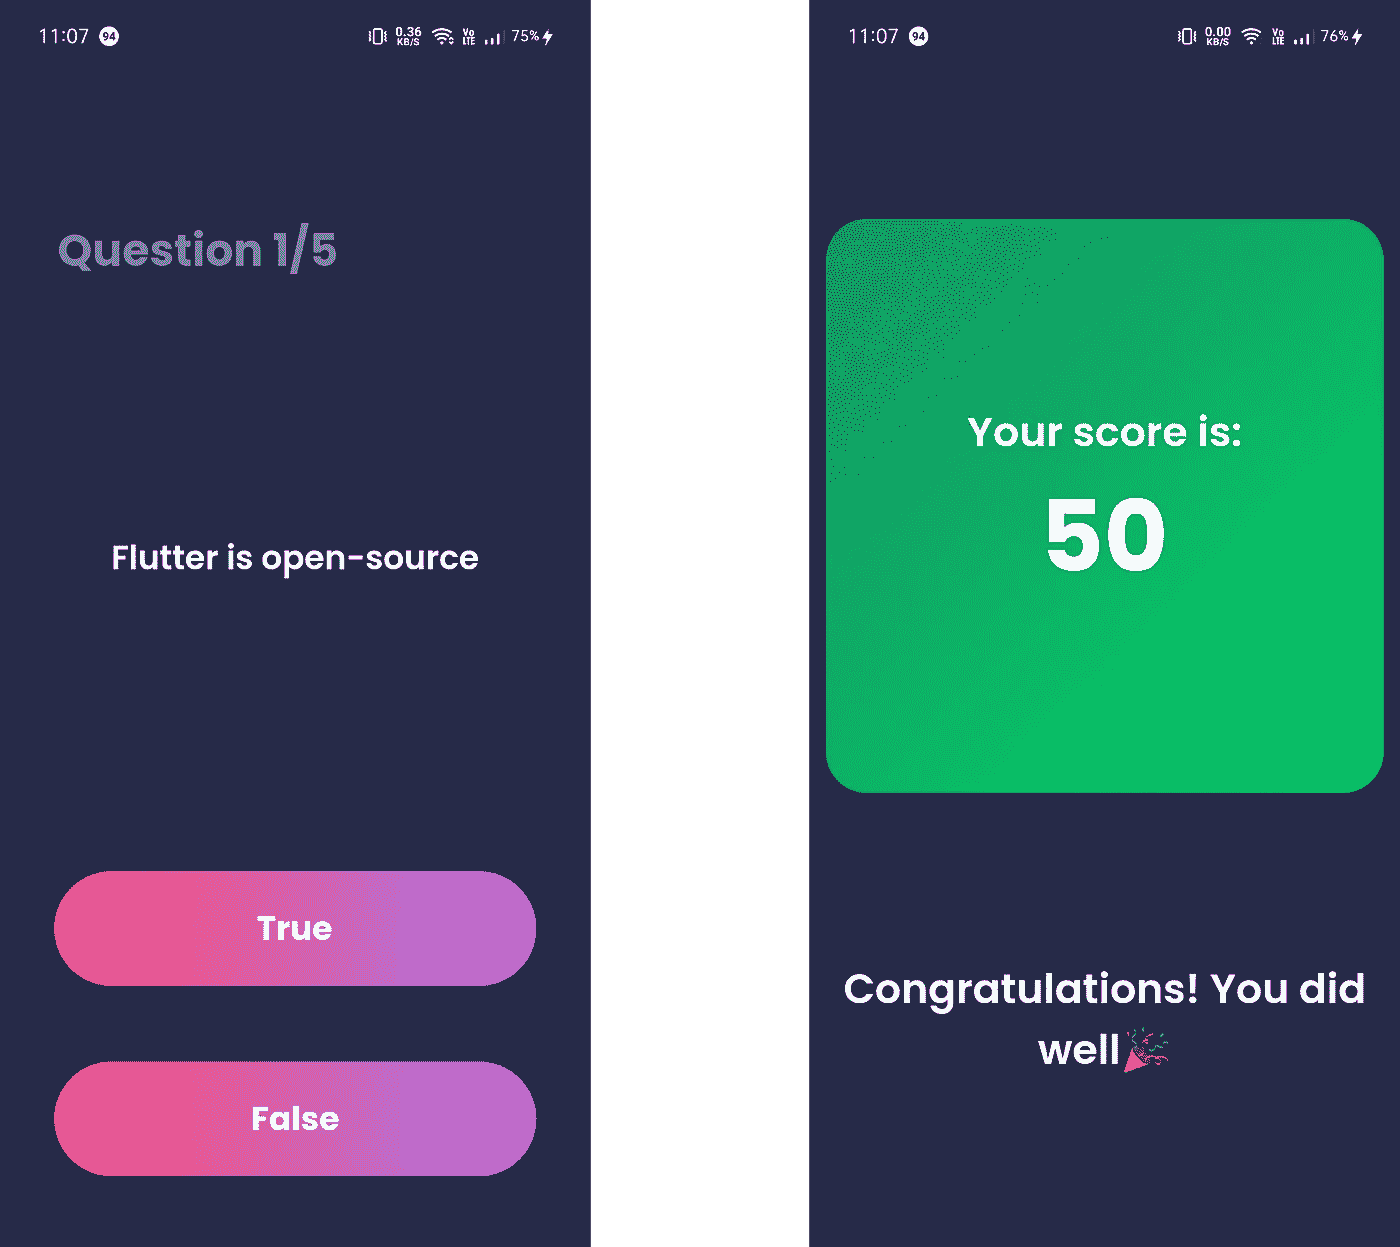 11:07 94 0.36 KB/S Vo LTE 75%
Question 1/5
Flutter is open-source
True
False
11:07 94 0.00 KB/S Vo LTE 76%
Your score is:
50
Congratulations! You did
well🎉